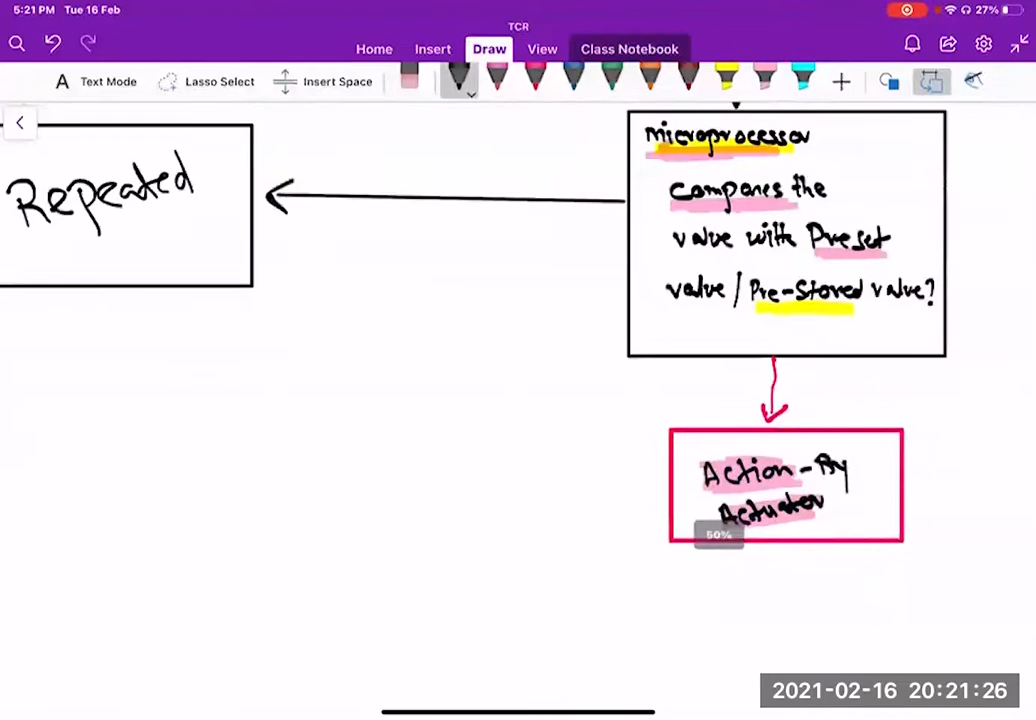 5:21 PM Tue 16 Feb
27%
TCR
Home Insert Draw View Class Notebook
A Text Mode Lasso Select Insert Space
Repeated
microprocessor
compares the
value with Preset
value / Pre-Stored value?
Action - By
Actuator
50%
2021-02-16 20:21:26